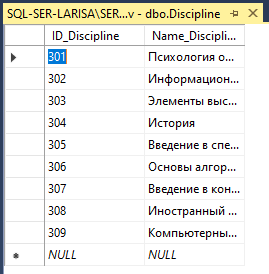 SQL-SER-LARISA\SER...v - dbo.Discipline
ID_Discipline Name_Discipli...
301 Психология о...
302 Информацион...
303 Элементы выс...
304 История
305 Введение в спе...
306 Основы алгор...
307 Введение в кон...
308 Иностранный ...
309 Компьютерны...
NULL NULL